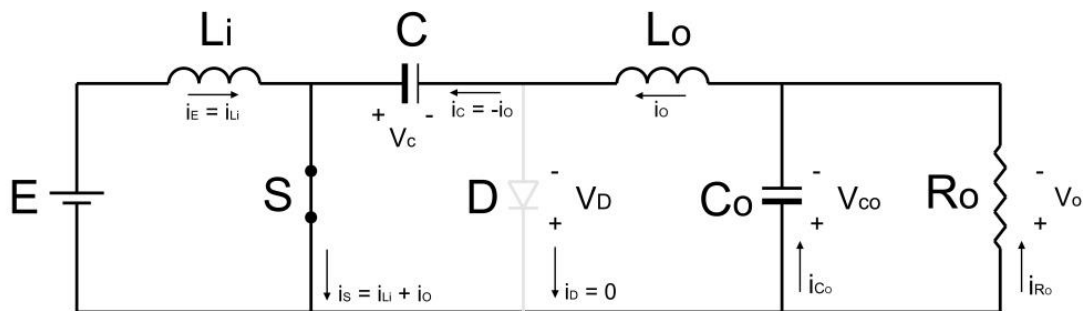 Li
C
Lo
iE = iLi
+ -
Vc
iC = -iO
iO
E
S
D
-
VD
+
Co
-
Vco
+
Ro
-
Vo
+
iS = iLi + iO
iD = 0
iCo
iRo